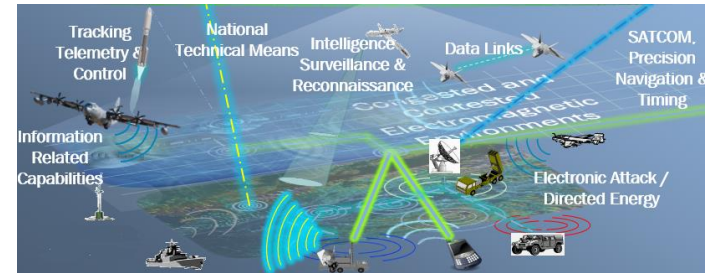 Tracking
Telemetry &
Control
National
Technical Means
Intelligence
Surveillance &
Reconnaissance
Data Links
SATCOM,
Precision
Navigation &
Timing
Congested and
Contested
Electromagnetic
Environments
Information
Related
Capabilities
Electronic Attack /
Directed Energy